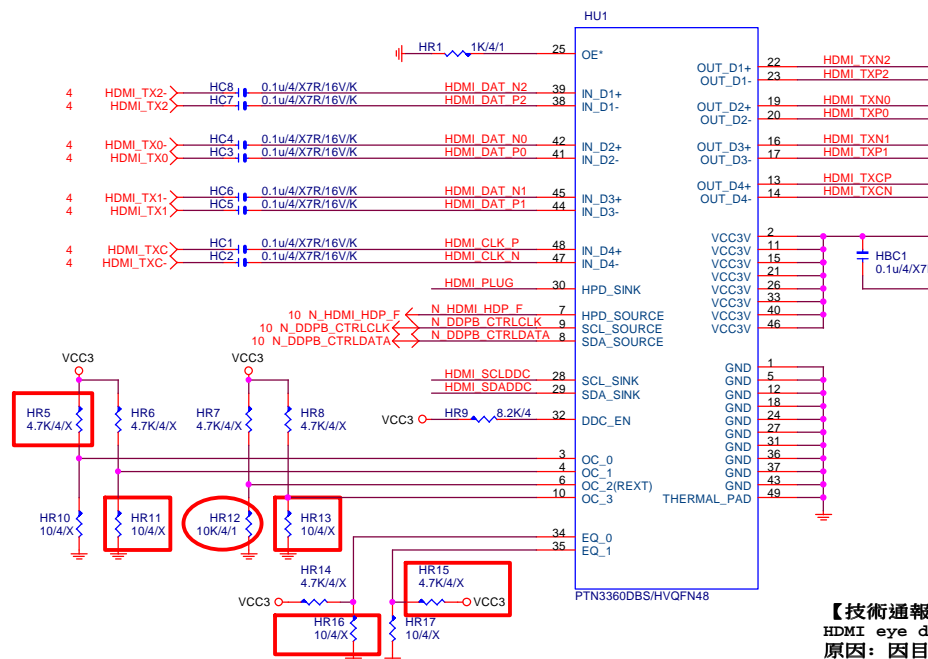 HU1
HR1 1K/4/1 25 OE*
4 HDMI_TX2- HC8 0.1u/4/X7R/16V/K HDMI_DAT_N2 39 IN_D1+
4 HDMI_TX2 HC7 HDMI_DAT_P2 38 IN_D1-
4 HDMI_TX0- HC4 0.1u/4/X7R/16V/K HDMI_DAT_N0 42 IN_D2+
4 HDMI_TX0 HC3 0.1u/4/X7R/16V/K HDMI_DAT_P0 41 IN_D2-
4 HDMI_TX1- HC6 0.1u/4/X7R/16V/K HDMI_DAT_N1 45 IN_D3+
4 HDMI_TX1 HC5 0.1u/4/X7R/16V/K HDMI_DAT_P1 44 IN_D3-
4 HDMI_TXC HC1 0.1u/4/X7R/16V/K HDMI_CLK_P 48 IN_D4+
4 HDMI_TXC- HC2 0.1u/4/X7R/16V/K HDMI_CLK_N 47 IN_D4-
HDMI_PLUG 30 HPD_SINK
10 N_HDMI_HDP_F N_HDMI_HDP_F 7 HPD_SOURCE
10 N_DDPB_CTRLCLK N_DDPB_CTRLCLK 9 SCL_SOURCE
10 N_DDPB_CTRLDATA N_DDPB_CTRLDATA 8 SDA_SOURCE
HDMI_SCLDDC 28 SCL_SINK
HDMI_SDADDC 29 SDA_SINK
VCC3 HR9 8.2K/4 32 DDC_EN
VCC3 VCC3
HR5 HR6 HR7 HR8
4.7K/4/X 4.7K/4/X 4.7K/4/X 4.7K/4/X
3 OC_0
4 OC_1
6 OC_2(REXT)
10 OC_3
HR10 HR11 HR12 HR13
10/4/X 10/4/X 10K/4/1 10/4/X
34 EQ_0
35 EQ_1
HR14 HR15
4.7K/4/X 4.7K/4/X
VCC3 VCC3
HR16 HR17
10/4/X 10/4/X
PTN3360DBS/HVQFN48
OUT_D1+ 22 HDMI_TXN2
OUT_D1- 23 HDMI_TXP2
OUT_D2+ 19 HDMI_TXN0
OUT_D2- 20 HDMI_TXP0
OUT_D3+ 16 HDMI_TXN1
OUT_D3- 17 HDMI_TXP1
OUT_D4+ 13 HDMI_TXCP
OUT_D4- 14 HDMI_TXCN
VCC3V 2
VCC3V 11
VCC3V 15
VCC3V 21
VCC3V 26
VCC3V 33
VCC3V 40
VCC3V 46
HBC1
0.1u/4/X7
GND 1
GND 5
GND 12
GND 18
GND 24
GND 27
GND 31
GND 36
GND 37
GND 43
THERMAL_PAD 49
【技術通報
HDMI eye d
原因：因目